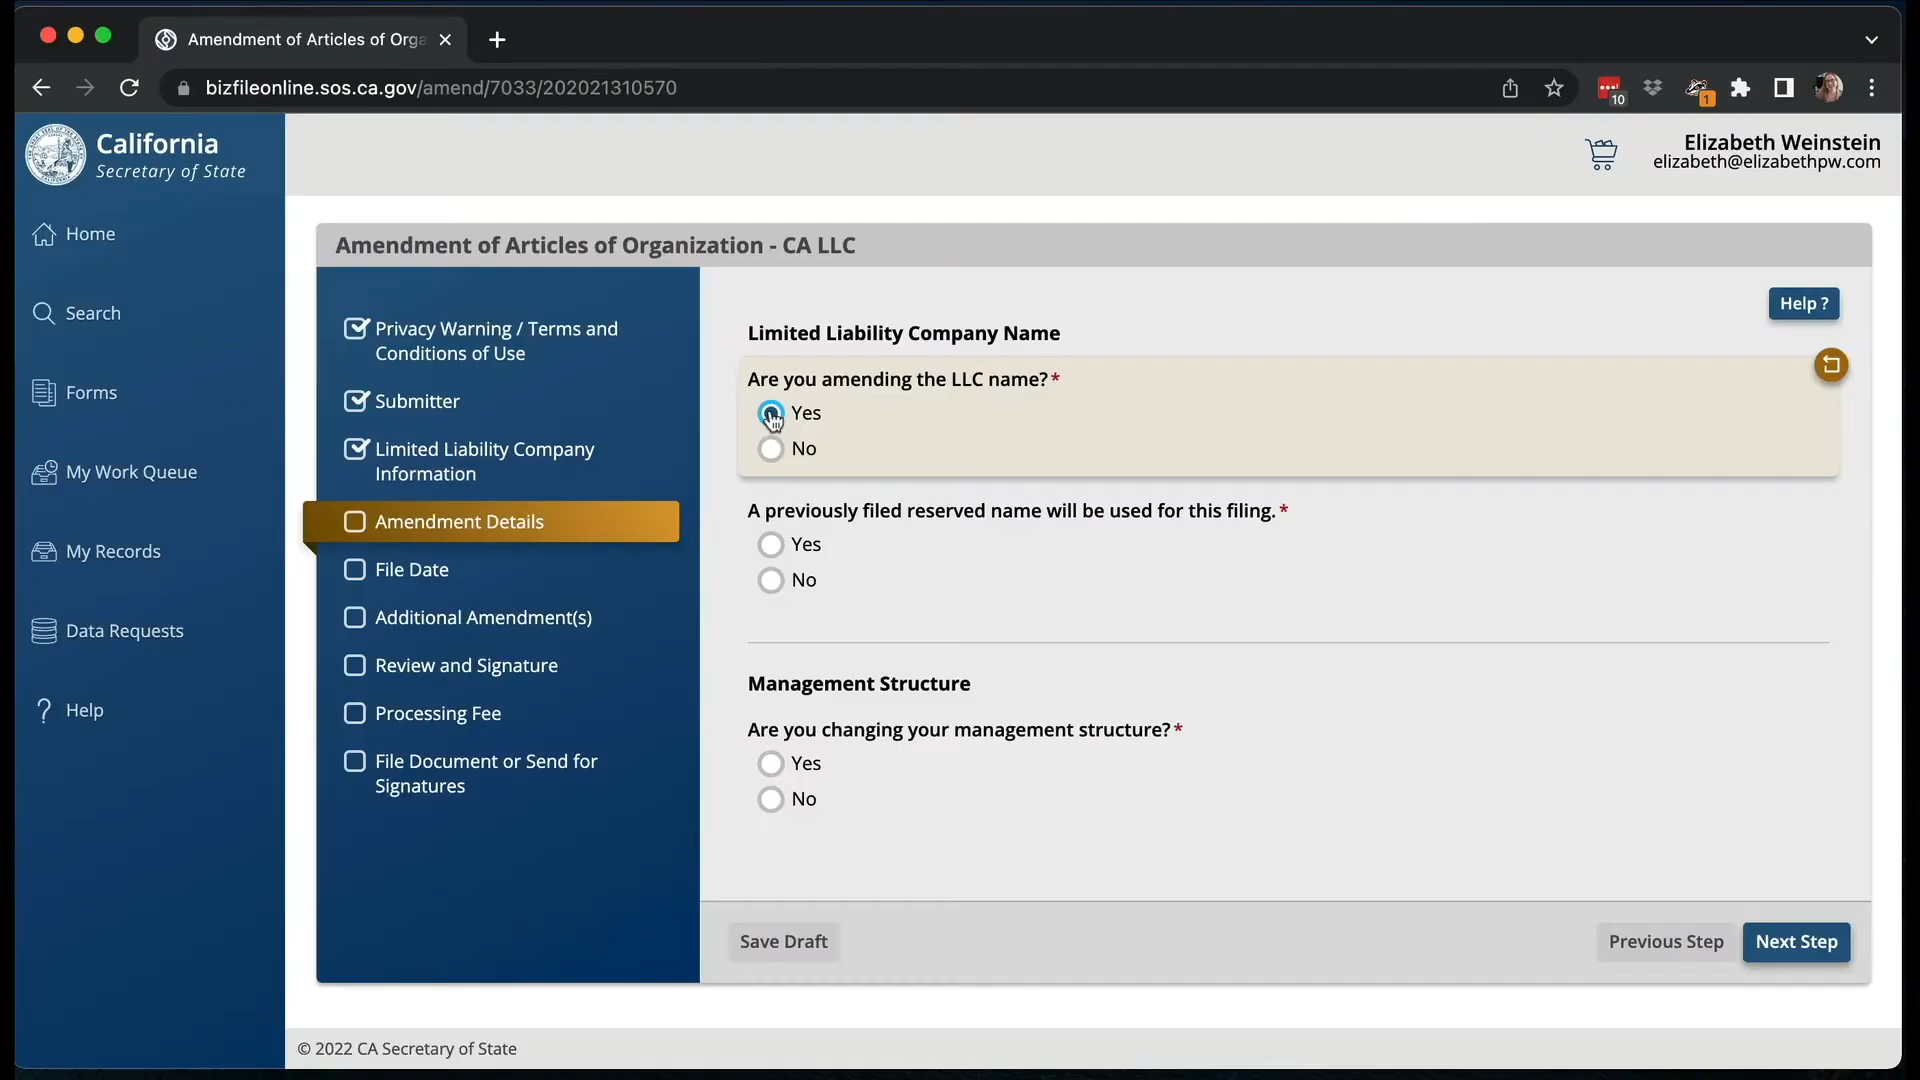 Amendment of Articles of Orga
bizfileonline.sos.ca.gov/amend/7033/202021310570
10
1
California
Secretary of State
Elizabeth Weinstein
elizabeth@elizabethpw.com
Home
Search
Forms
My Work Queue
My Records
Data Requests
Help
Amendment of Articles of Organization - CA LLC
Privacy Warning / Terms and
Conditions of Use
Submitter
Limited Liability Company
Information
Amendment Details
File Date
Additional Amendment(s)
Review and Signature
Processing Fee
File Document or Send for
Signatures
Help ?
Limited Liability Company Name
Are you amending the LLC name?*
Yes
No
A previously filed reserved name will be used for this filing.*
Yes
No
Management Structure
Are you changing your management structure?*
Yes
No
Save Draft
Previous Step
Next Step
© 2022 CA Secretary of State